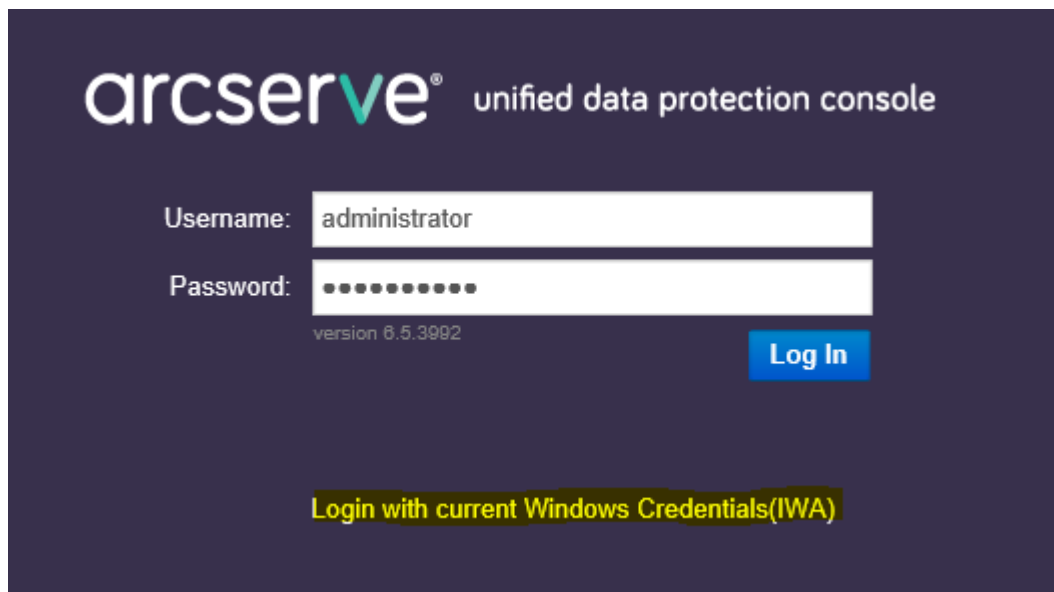 arcserve® unified data protection console
Username: administrator
Password: ●●●●●●●●●●
version 6.5.3992
Log In
Login with current Windows Credentials(IWA)